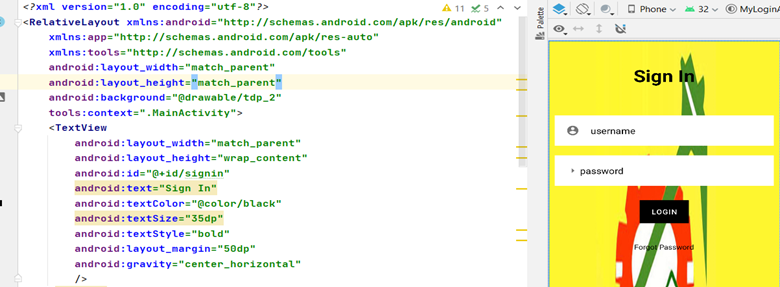 <?xml version="1.0" encoding="utf-8"?>
11 5
<RelativeLayout xmlns:android="http://schemas.android.com/apk/res/android"
xmlns:app="http://schemas.android.com/apk/res-auto"
xmlns:tools="http://schemas.android.com/tools"
android:layout_width="match_parent"
android:layout_height="match_parent"
android:background="@drawable/tdp_2"
tools:context=".MainActivity">
<TextView
android:layout_width="match_parent"
android:layout_height="wrap_content"
android:id="@+id/signin"
android:text="Sign In"
android:textColor="@color/black"
android:textSize="35dp"
android:textStyle="bold"
android:layout_margin="50dp"
android:gravity="center_horizontal"
/>
Palette
Phone 32
Sign In
username
password
LOGIN
Forgot Password